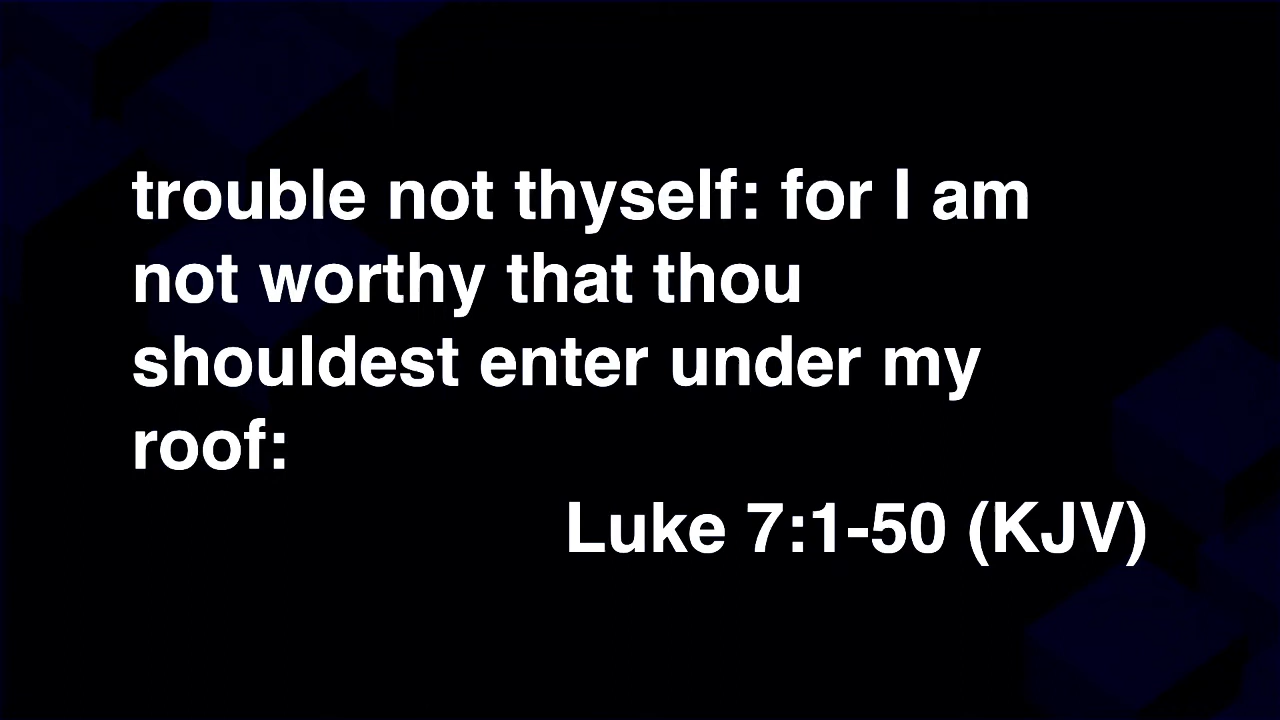 trouble not thyself: for I am
not worthy that thou
shouldest enter under my
roof:
Luke 7:1-50 (KJV)